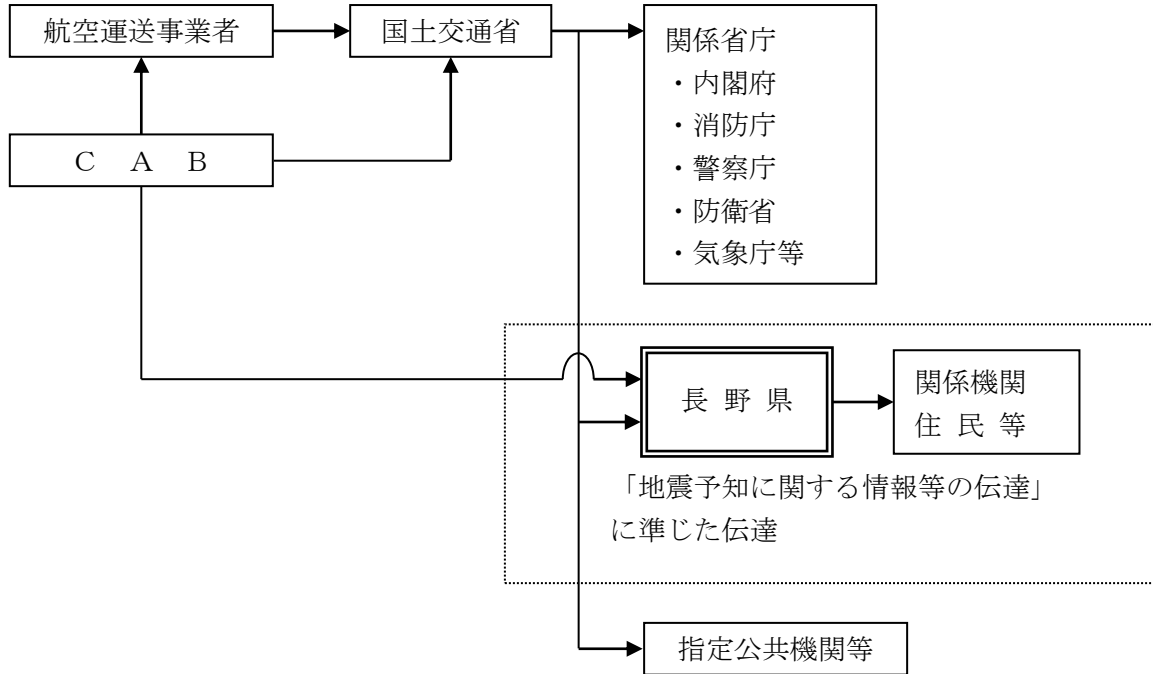 航空運送事業者
国土交通省
関係省庁
・内閣府
・消防庁
・警察庁
・防衛省
・気象庁等
Ｃ　Ａ　Ｂ
長 野 県
関係機関
住 民 等
「地震予知に関する情報等の伝達」
に準じた伝達
指定公共機関等